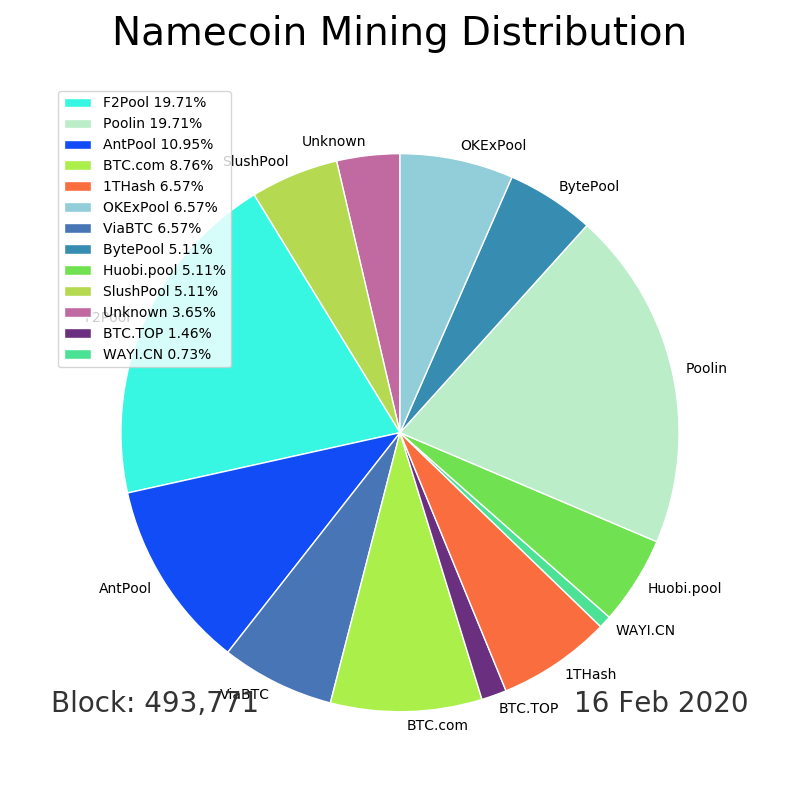 Namecoin Mining Distribution
F2Pool 19.71%
Poolin 19.71%
AntPool 10.95%
BTC.com 8.76%
1THash 6.57%
OKExPool 6.57%
ViaBTC 6.57%
BytePool 5.11%
Huobi.pool 5.11%
SlushPool 5.11%
Unknown 3.65%
BTC.TOP 1.46%
WAYI.CN 0.73%
Unknown
SlushPool
OKExPool
BytePool
F2Pool
Poolin
AntPool
Huobi.pool
WAYI.CN
1THash
ViaBTC
BTC.TOP
BTC.com
Block: 493,771
16 Feb 2020